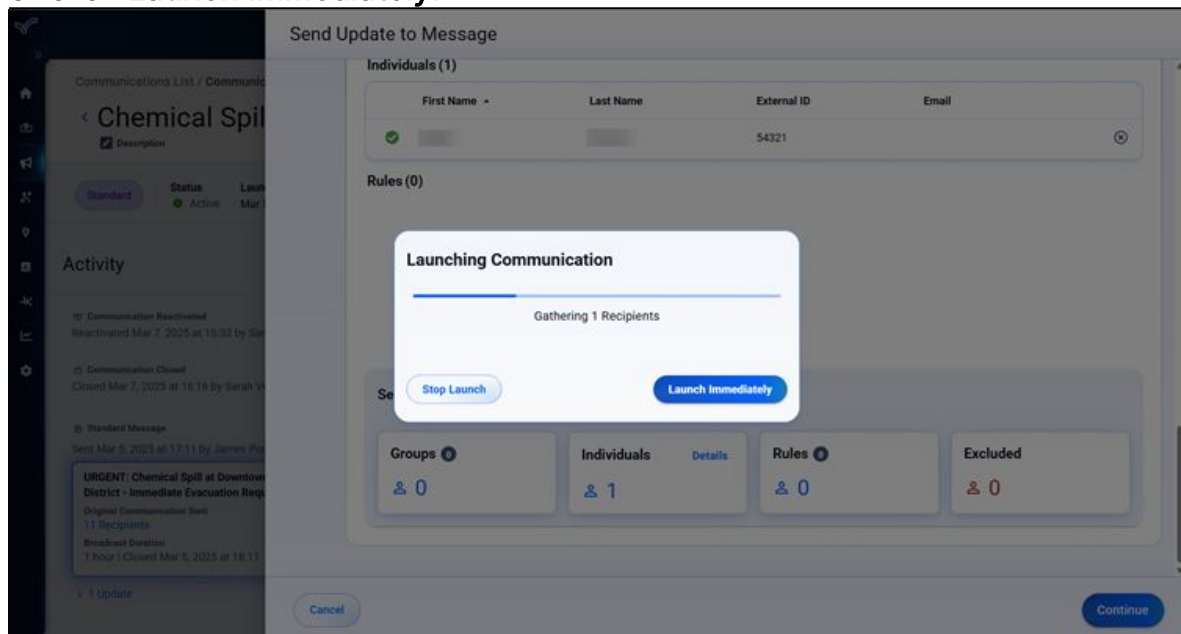 Send Update to Message
Communications List / Communic
Chemical Spill
Description
Standard
Status
Active
Laun
Mar
Activity
Communication Reactivated
Reactivated Mar 7, 2025 at 16:32 by Sar
Communication Closed
Closed Mar 7, 2025 at 16:16 by Sarah V
Standard Message
Sent Mar 5, 2025 at 17:11 by James
URGENT: Chemical Spill at Downtown
District - Immediate Evacuation Requ
Original Communication Sent:
11 Recipients
Broadcast Duration
1 hour | Closed Mar 5, 2025 at 18:11
1 Update
Individuals (1)
First Name Last Name External ID Email
54321
Rules (0)
Launching Communication
Gathering 1 Recipients
Stop Launch Launch Immediately
Se
Groups 0
Individuals Details
1
Rules 0
Excluded
0
Cancel Continue